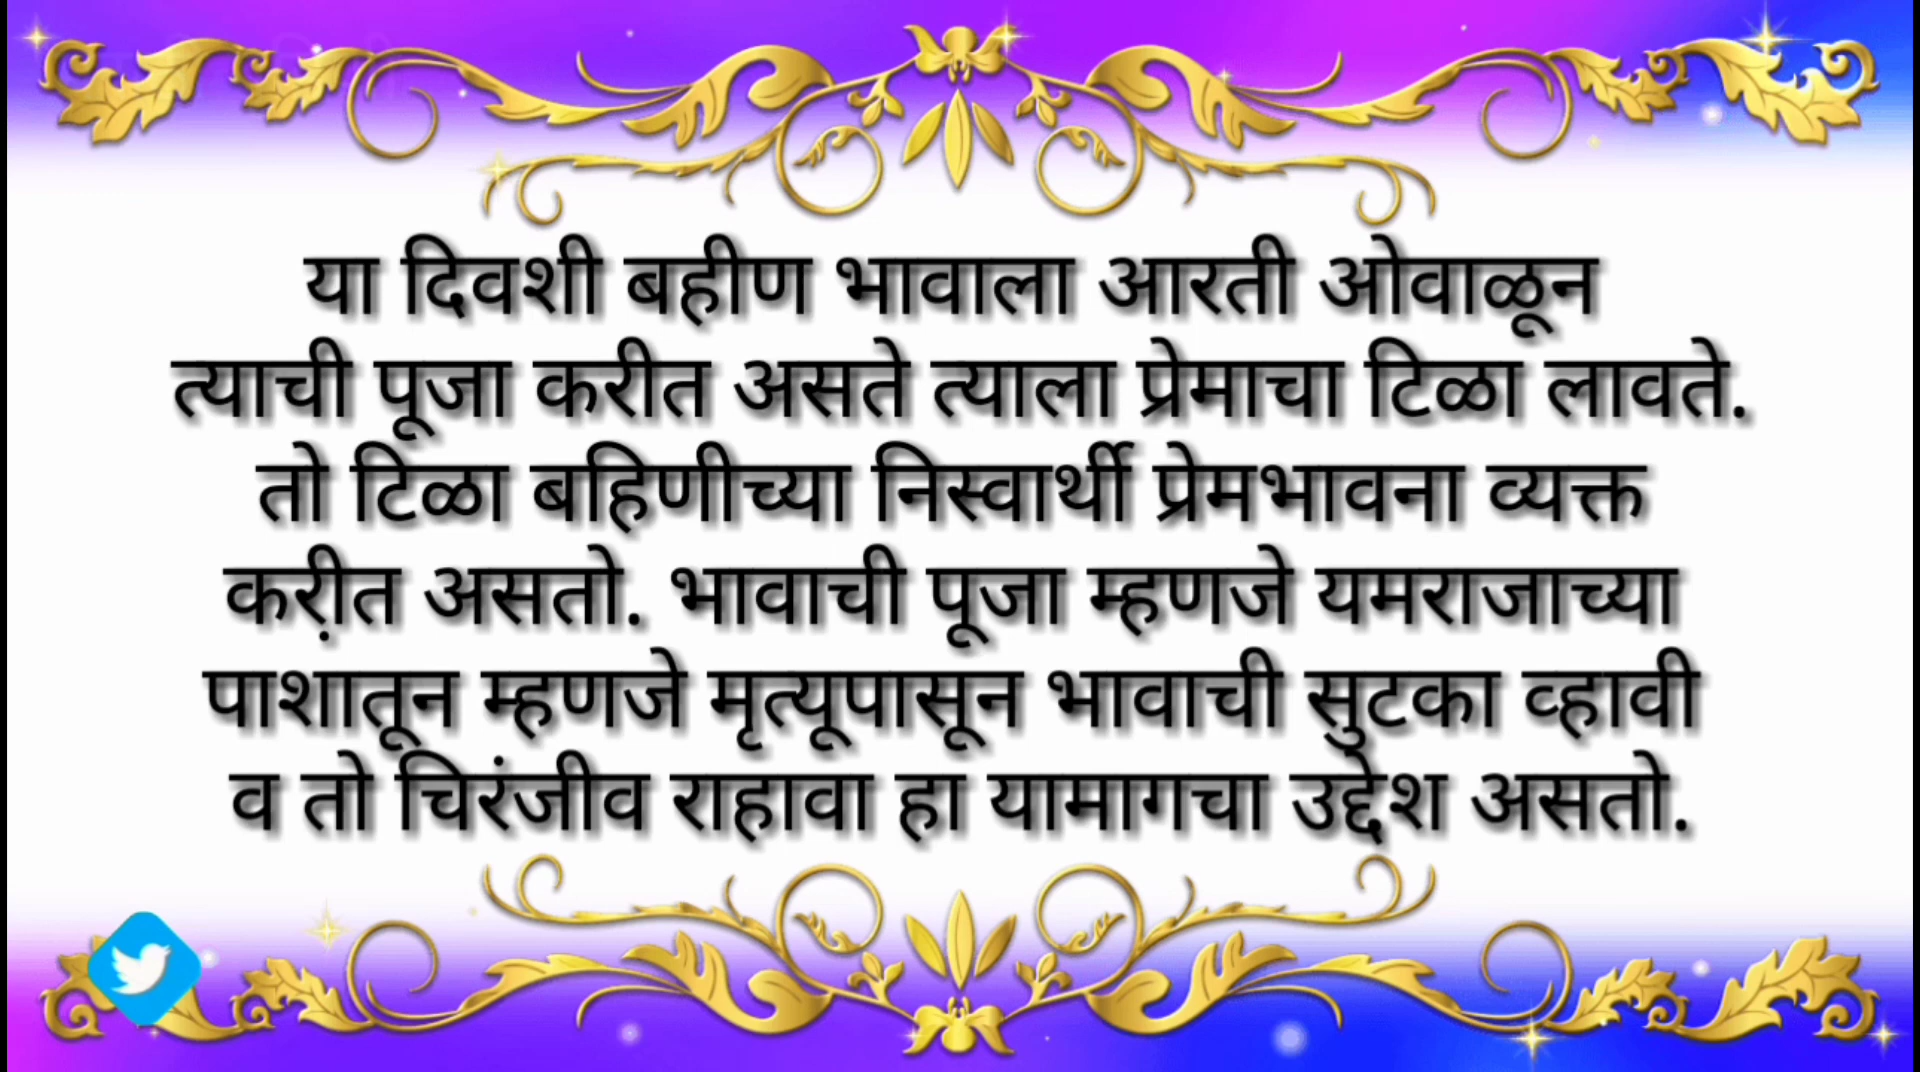 या दिवशी बहीण भावाला आरती ओवाळून
त्याची पूजा करीत असते त्याला प्रेमाचा टिळा लावते.
तो टिळा बहिणीच्या निस्वार्थी प्रेमभावना व्यक्त
करी़त असतो. भावाची पूजा म्हणजे यमराजाच्या
पाशातून म्हणजे मृत्यूपासून भावाची सुटका व्हावी
व तो चिरंजीव राहावा हा यामागचा उद्देश असतो.